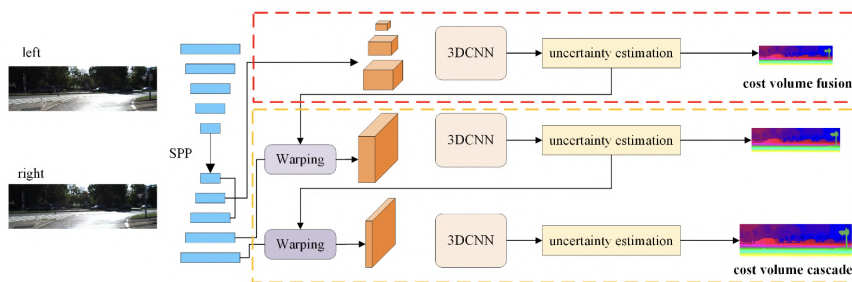 left
right
SPP
3DCNN
uncertainty estimation
cost volume fusion
Warping
3DCNN
uncertainty estimation
Warping
3DCNN
uncertainty estimation
cost volume cascade